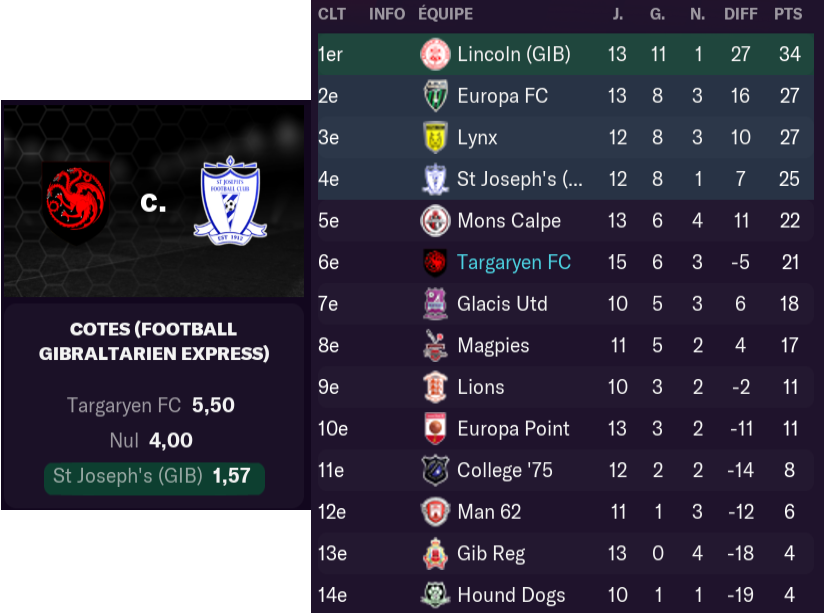 c.
ST JOSEPH'S
FOOTBALL CLUB
EST 1912
COTES (FOOTBALL
GIBRALTARIEN EXPRESS)
Targaryen FC 5,50
Nul 4,00
St Joseph's (GIB) 1,57
CLT INFO ÉQUIPE J. G. N. DIFF PTS
1er Lincoln (GIB) 13 11 1 27 34
2e Europa FC 13 8 3 16 27
3e Lynx 12 8 3 10 27
4e St Joseph's (... 12 8 1 7 25
5e Mons Calpe 13 6 4 11 22
6e Targaryen FC 15 6 3 -5 21
7e Glacis Utd 10 5 3 6 18
8e Magpies 11 5 2 4 17
9e Lions 10 3 2 -2 11
10e Europa Point 13 3 2 -11 11
11e College '75 12 2 2 -14 8
12e Man 62 11 1 3 -12 6
13e Gib Reg 13 0 4 -18 4
14e Hound Dogs 10 1 1 -19 4